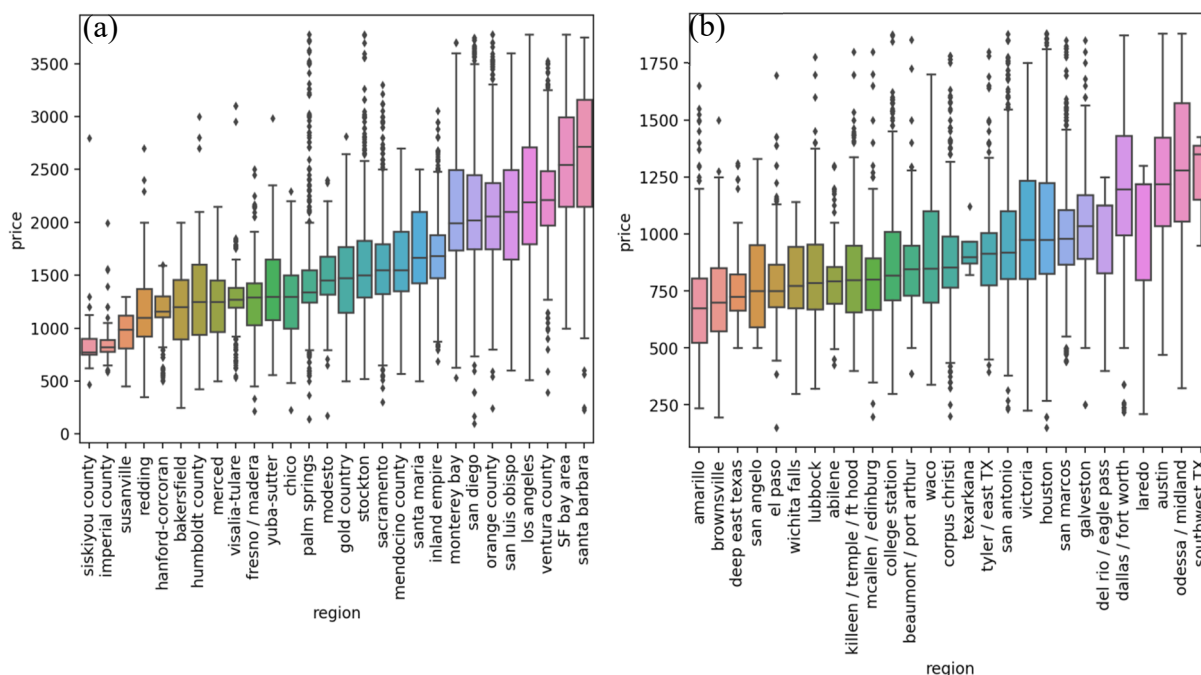 (a)
price
3500
3000
2500
2000
1500
1000
500
0
siskiyou county
imperial county
susanville
redding
hanford-corcoran
bakersfield
humboldt county
merced
visalia-tulare
fresno / madera
yuba-sutter
chico
palm springs
modesto
gold country
stockton
sacramento
mendocino county
santa maria
inland empire
monterey bay
san diego
orange county
san luis obispo
los angeles
ventura county
SF bay area
santa barbara
region
(b)
price
1750
1500
1250
1000
750
500
250
amarillo
brownsville
deep east texas
san angelo
el paso
wichita falls
lubbock
abilene
killeen / temple / ft hood
mcallen / edinburg
college station
beaumont / port arthur
waco
corpus christi
texarkana
tyler / east TX
san antonio
victoria
houston
san marcos
galveston
del rio / eagle pass
dallas / fort worth
laredo
austin
odessa / midland
southwest TX
region